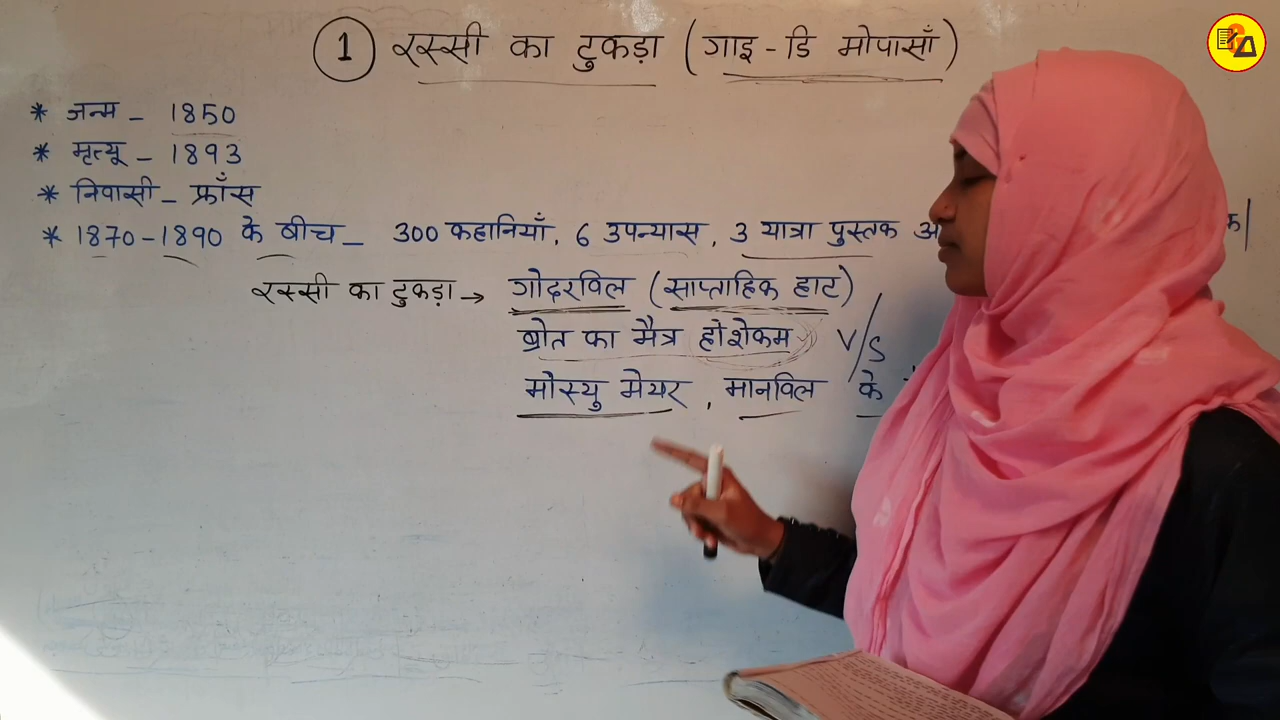 1 रस्सी का टुकड़ा (गाइ-डि मोपासाँ)
* जन्म - 1850
* मृत्यू - 1893
* निवासी - फ्राँस
* 1870-1890 के बीच - 300 कहानियाँ, 6 उपन्यास, 3 यात्रा पुस्तक
रस्सी का टुकड़ा → गोदरविल (साप्ताहिक हाट)
ब्रोत का मैत्र होशेकम V/S
मोस्यु मेयर, मानविल के